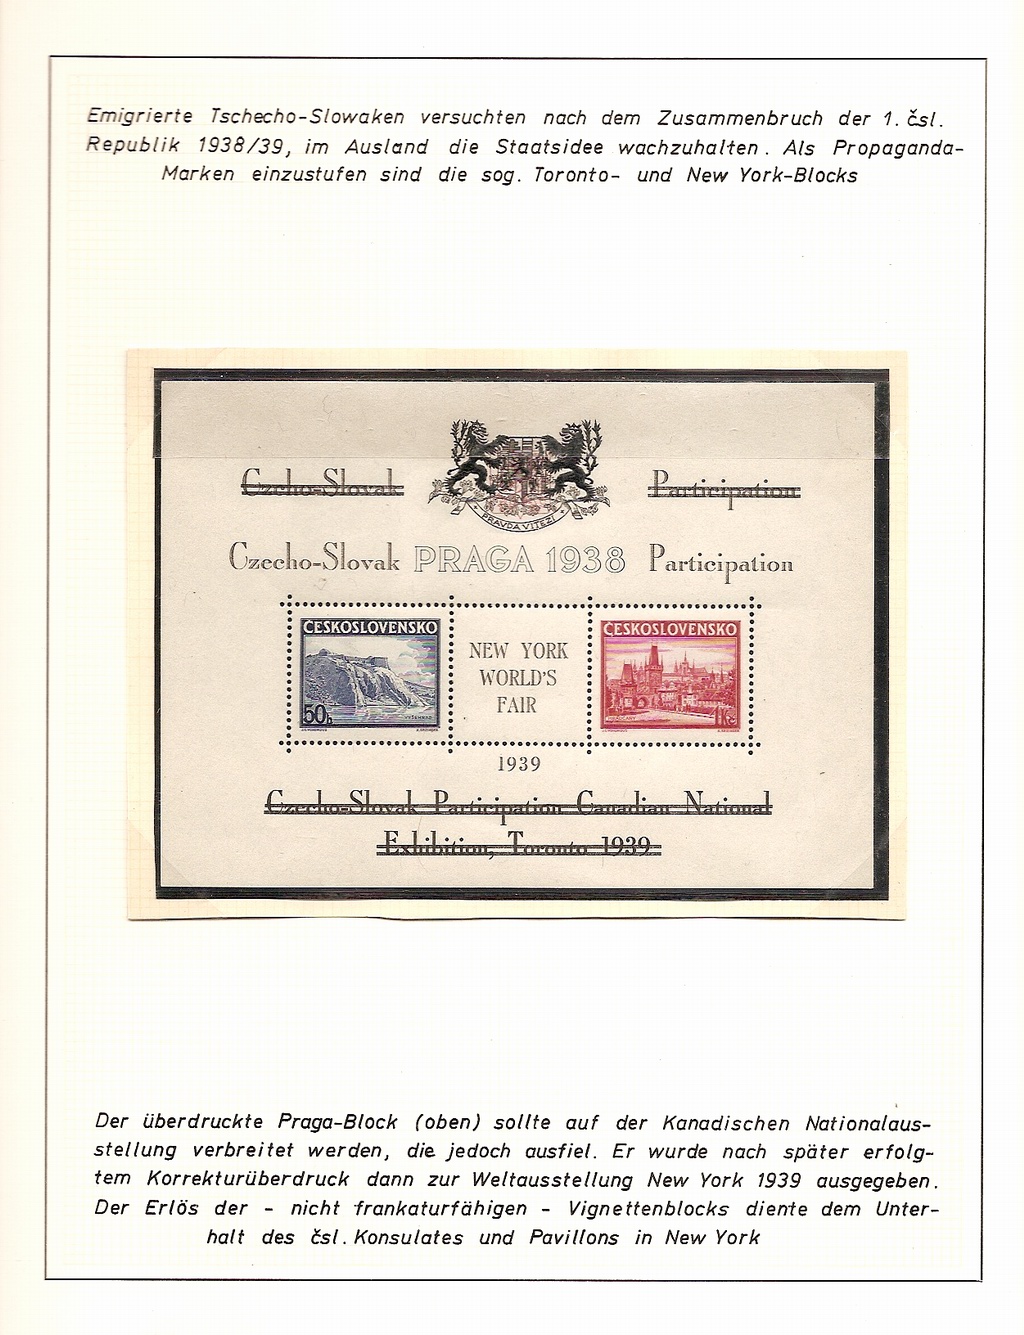 Emigrierte Tschecho-Slowaken versuchten nach dem Zusammenbruch der 1. čsl.
Republik 1938/39, im Ausland die Staatsidee wachzuhalten. Als Propaganda-
Marken einzustufen sind die sog. Toronto- und New York-Blocks
Czecho-Slovak Participation
PRAVDA VÍTĚZÍ
Czecho-Slovak PRAGA 1938 Participation
ČESKOSLOVENSKO
50h
VYŠEHRAD
NEW YORK
WORLD'S
FAIR
ČESKOSLOVENSKO
HRADČANY
1Kč
1939
Czecho-Slovak Participation Canadian National
Exhibition, Toronto 1939
Der überdruckte Praga-Block (oben) sollte auf der Kanadischen Nationalaus-
stellung verbreitet werden, die jedoch ausfiel. Er wurde nach später erfolg-
tem Korrekturüberdruck dann zur Weltausstellung New York 1939 ausgegeben.
Der Erlös der - nicht frankaturfähigen - Vignettenblocks diente dem Unter-
halt des čsl. Konsulates und Pavillons in New York